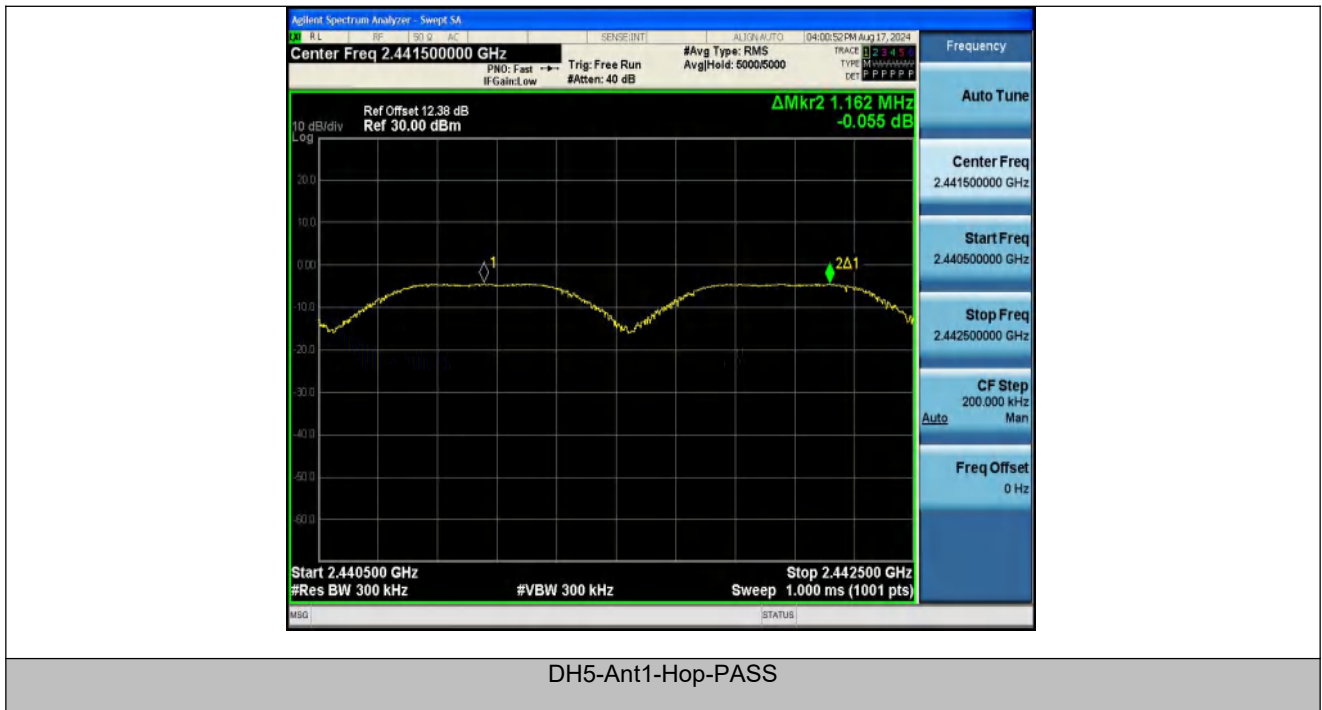 Agilent Spectrum Analyzer - Swept SA
RL RF 50 Ω AC SENSE:INT ALIGN AUTO 04:00:52 PM Aug 17, 2024
Center Freq 2.441500000 GHz
PNO: Fast
IFGain:Low
Trig: Free Run
#Atten: 40 dB
#Avg Type: RMS
Avg|Hold: 5000/5000
TRACE 1 2 3 4 5 6
TYPE M
DET P P P P P P
Frequency
Ref Offset 12.38 dB
10 dB/div Ref 30.00 dBm
Log
ΔMkr2 1.162 MHz
-0.055 dB
20.0
10.0
0.00
-10.0
-20.0
-30.0
-40.0
-50.0
-60.0
1
2Δ1
Start 2.440500 GHz
Stop 2.442500 GHz
#Res BW 300 kHz
#VBW 300 kHz
Sweep 1.000 ms (1001 pts)
MSG
STATUS
Auto Tune
Center Freq
2.441500000 GHz
Start Freq
2.440500000 GHz
Stop Freq
2.442500000 GHz
CF Step
200.000 kHz
Auto Man
Freq Offset
0 Hz
DH5-Ant1-Hop-PASS